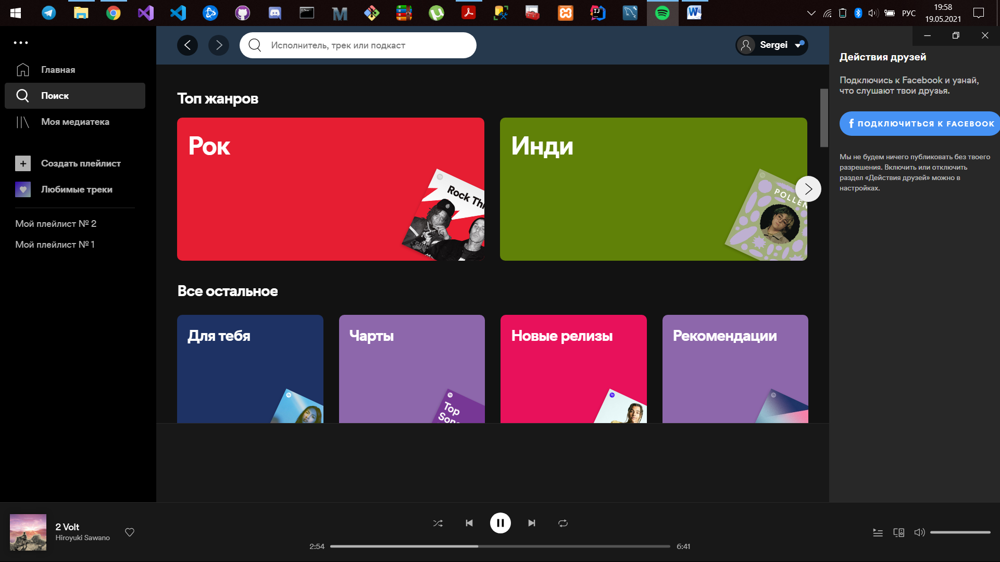 РУС
19:58
19.05.2021
Главная
Поиск
Моя медиатека
Создать плейлист
Любимые треки
Мой плейлист № 2
Мой плейлист № 1
Исполнитель, трек или подкаст
Sergei
Топ жанров
Рок
Rock Thi
Инди
POLLEN
Все остальное
Для тебя
Чарты
Top
Song
Новые релизы
Рекомендации
Действия друзей
Подключись к Facebook и узнай,
что слушают твои друзья.
ПОДКЛЮЧИТЬСЯ К FACEBOOK
Мы не будем ничего публиковать без твоего
разрешения. Включить или отключить
раздел «Действия друзей» можно в
настройках.
2 Volt
Hiroyuki Sawano
2:54
6:41